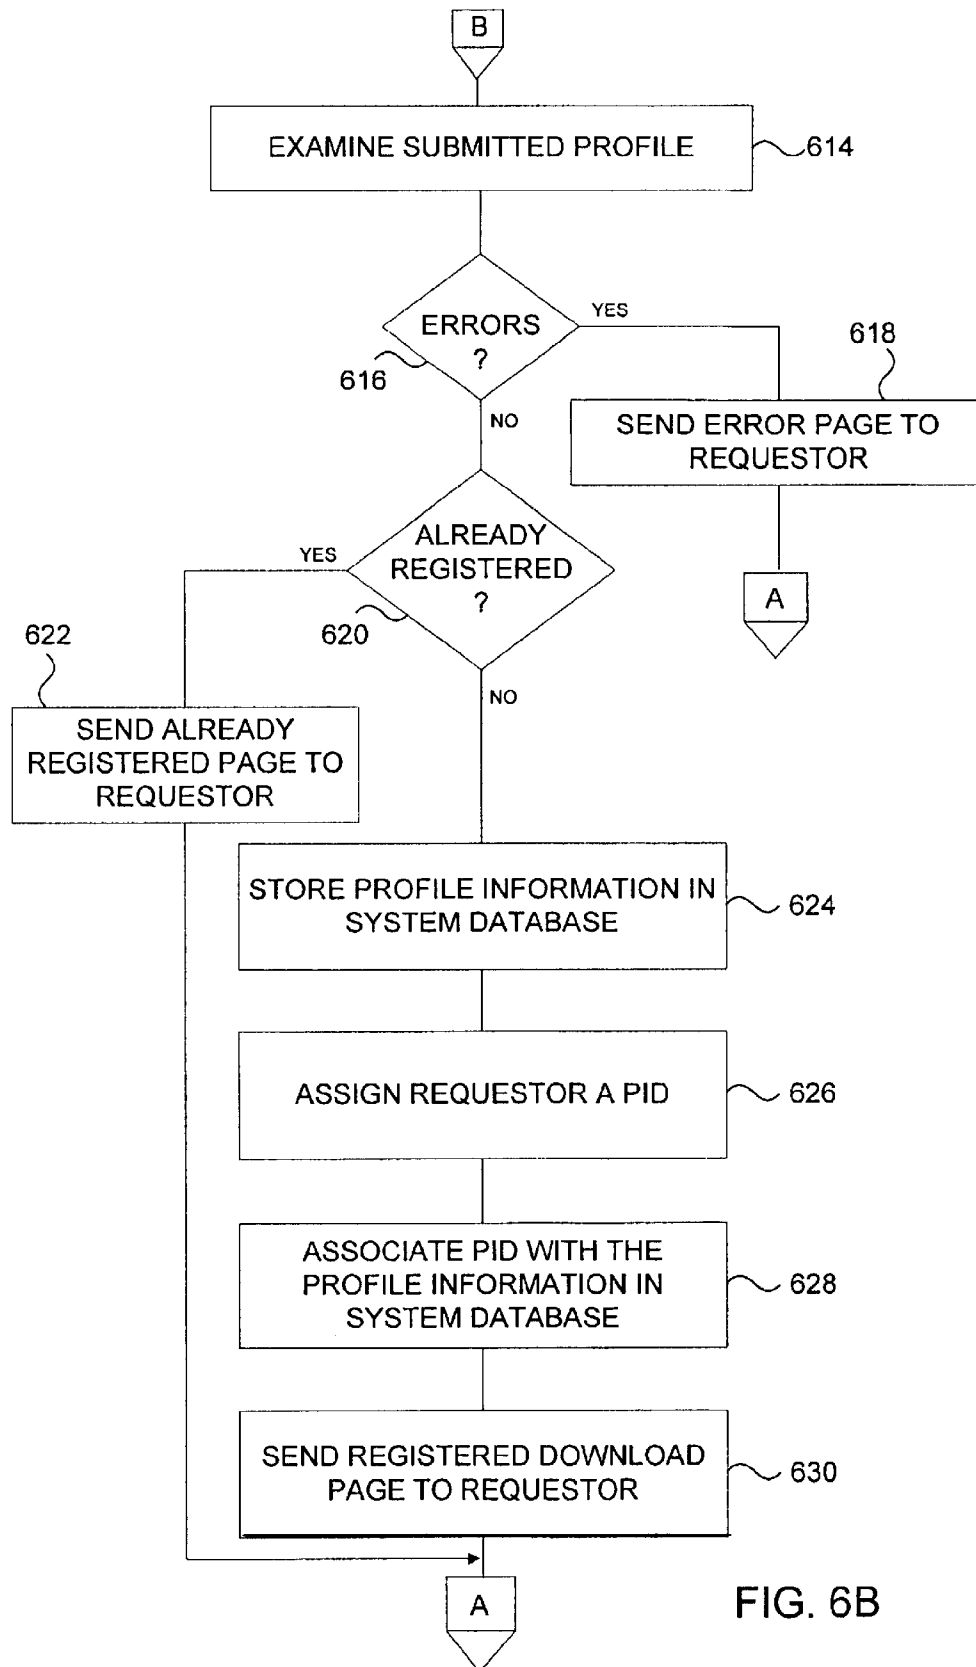 B
EXAMINE SUBMITTED PROFILE
614
ERRORS
?
616
YES
NO
618
SEND ERROR PAGE TO
REQUESTOR
A
ALREADY
REGISTERED
?
620
YES
NO
622
SEND ALREADY
REGISTERED PAGE TO
REQUESTOR
STORE PROFILE INFORMATION IN
SYSTEM DATABASE
624
ASSIGN REQUESTOR A PID
626
ASSOCIATE PID WITH THE
PROFILE INFORMATION IN
SYSTEM DATABASE
628
SEND REGISTERED DOWNLOAD
PAGE TO REQUESTOR
630
A
FIG. 6B